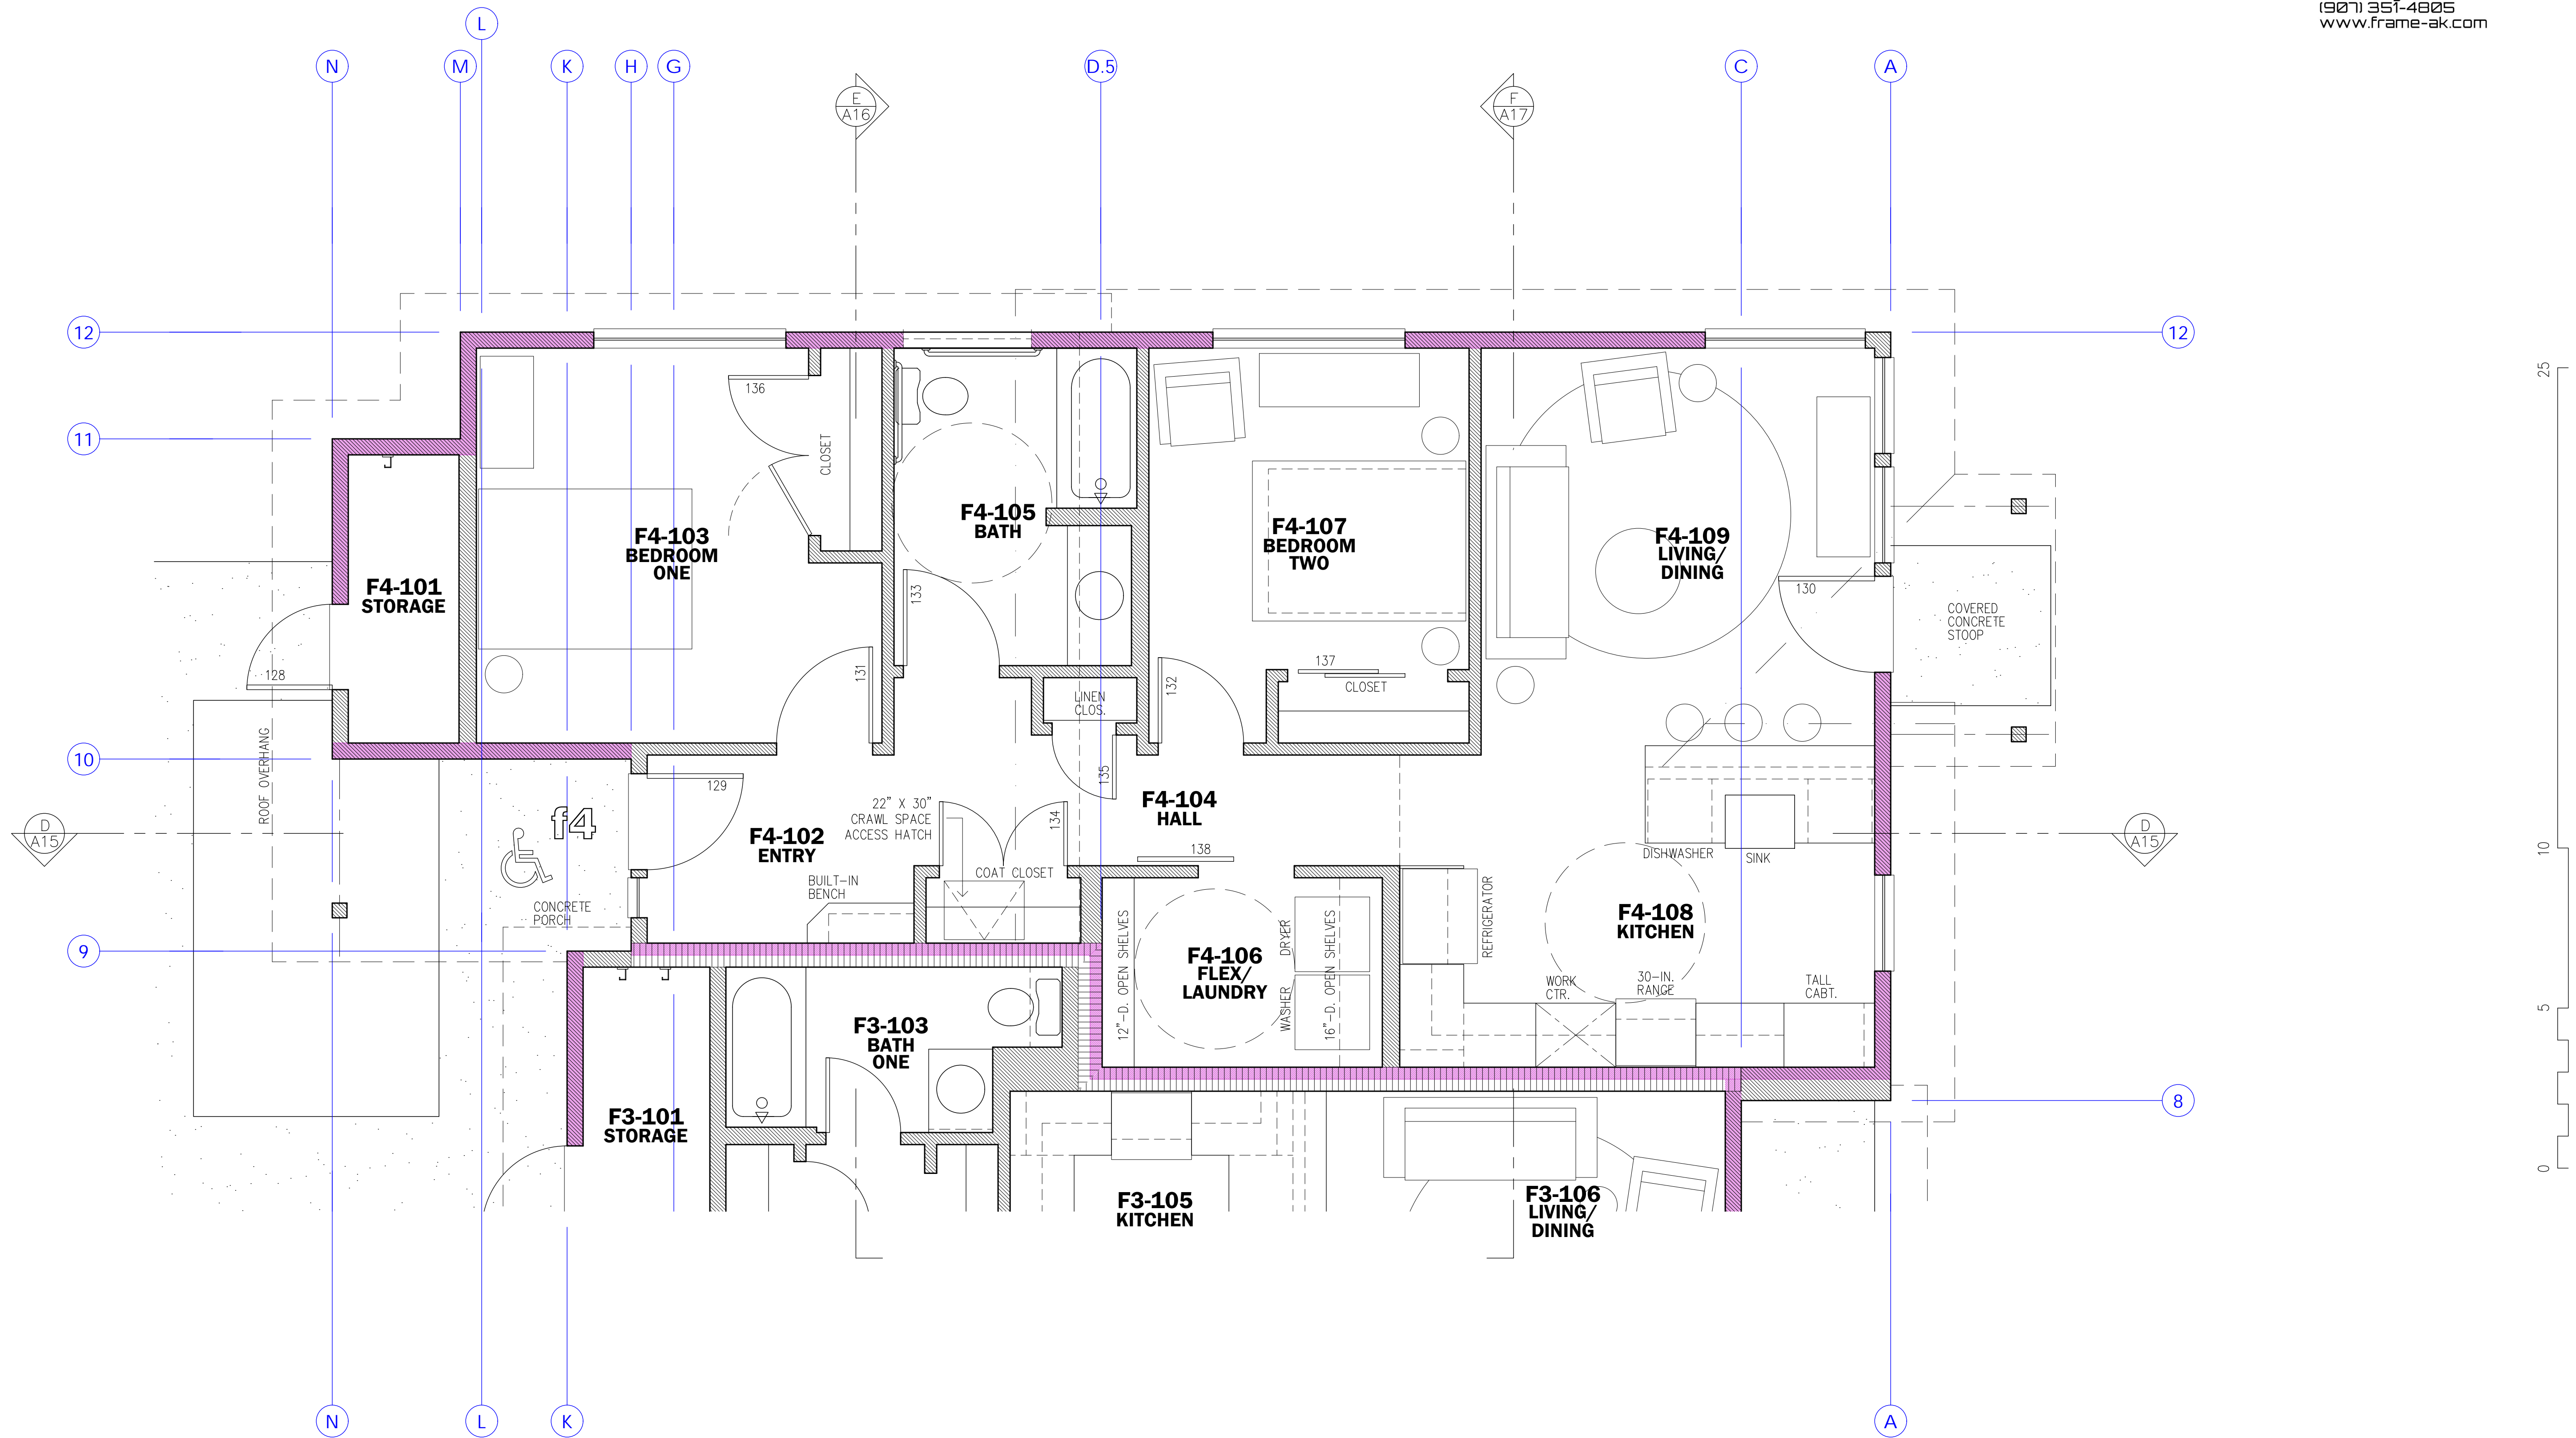 (907) 351-4805
www.frame-ak.com
L
N
M
K
H
G
D.5
C
A
E
A16
F
A17
12
12
25
136
11
CLOSET
F4-105
BATH
F4-107
BEDROOM
TWO
F4-103
BEDROOM
ONE
F4-109
LIVING/
DINING
F4-101
STORAGE
133
130
COVERED
CONCRETE
STOOP
128
131
132
137
CLOSET
LINEN
CLOS.
10
ROOF OVERHANG
129
135
f4
22" X 30"
CRAWL SPACE
ACCESS HATCH
134
F4-104
HALL
D
A15
D
A15
F4-102
ENTRY
138
DISHWASHER
SINK
10
COAT CLOSET
BUILT-IN
BENCH
CONCRETE
PORCH
REFRIGERATOR
F4-108
KITCHEN
9
12"-D. OPEN SHELVES
F4-106
FLEX/
LAUNDRY
DRYER
WASHER
16"-D. OPEN SHELVES
WORK
CTR.
30-IN.
RANGE
TALL
CABT.
5
F3-103
BATH
ONE
8
F3-101
STORAGE
0
F3-105
KITCHEN
F3-106
LIVING/
DINING
N
L
K
A